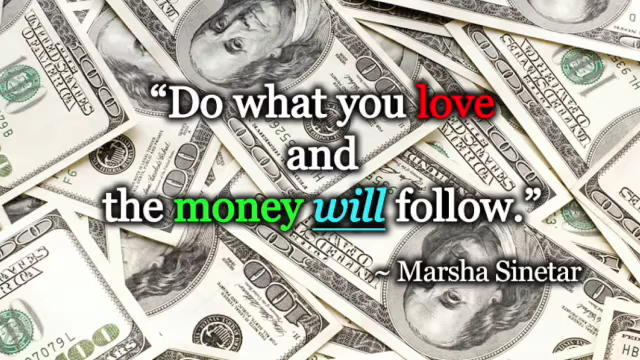 “Do what you love
and
the money will follow.”
~ Marsha Sinetar